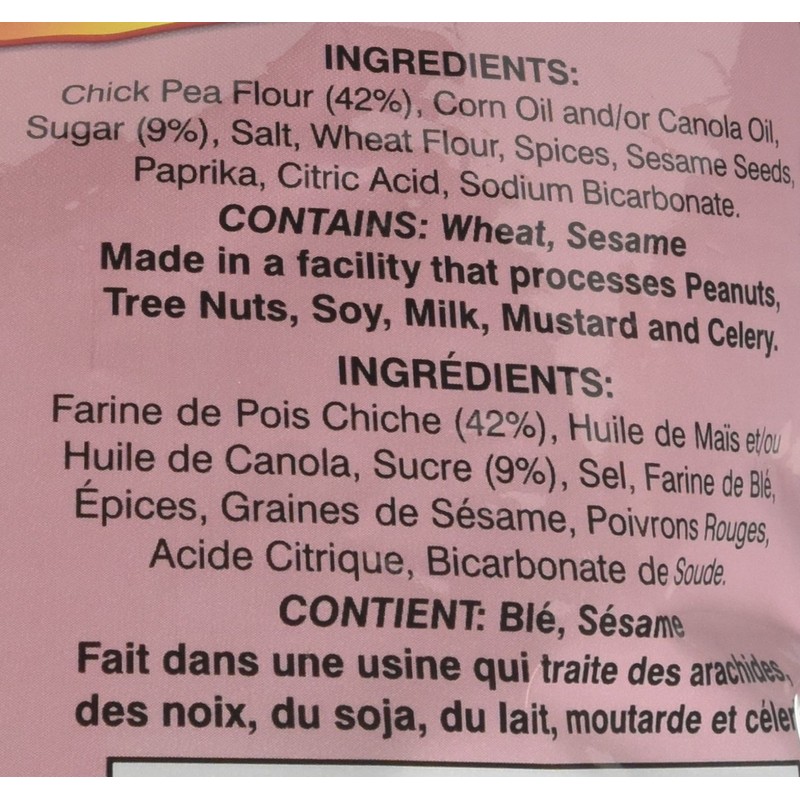 INGREDIENTS:
Chick Pea Flour (42%), Corn Oil and/or Canola Oil,
Sugar (9%), Salt, Wheat Flour, Spices, Sesame Seeds,
Paprika, Citric Acid, Sodium Bicarbonate.
CONTAINS: Wheat, Sesame
Made in a facility that processes Peanuts,
Tree Nuts, Soy, Milk, Mustard and Celery.
INGRÉDIENTS:
Farine de Pois Chiche (42%), Huile de Maïs et/ou
Huile de Canola, Sucre (9%), Sel, Farine de Blé,
Épices, Graines de Sésame, Poivrons Rouges,
Acide Citrique, Bicarbonate de Soude.
CONTIENT: Blé, Sésame
Fait dans une usine qui traite des arachides,
des noix, du soja, du lait, moutarde et céleri